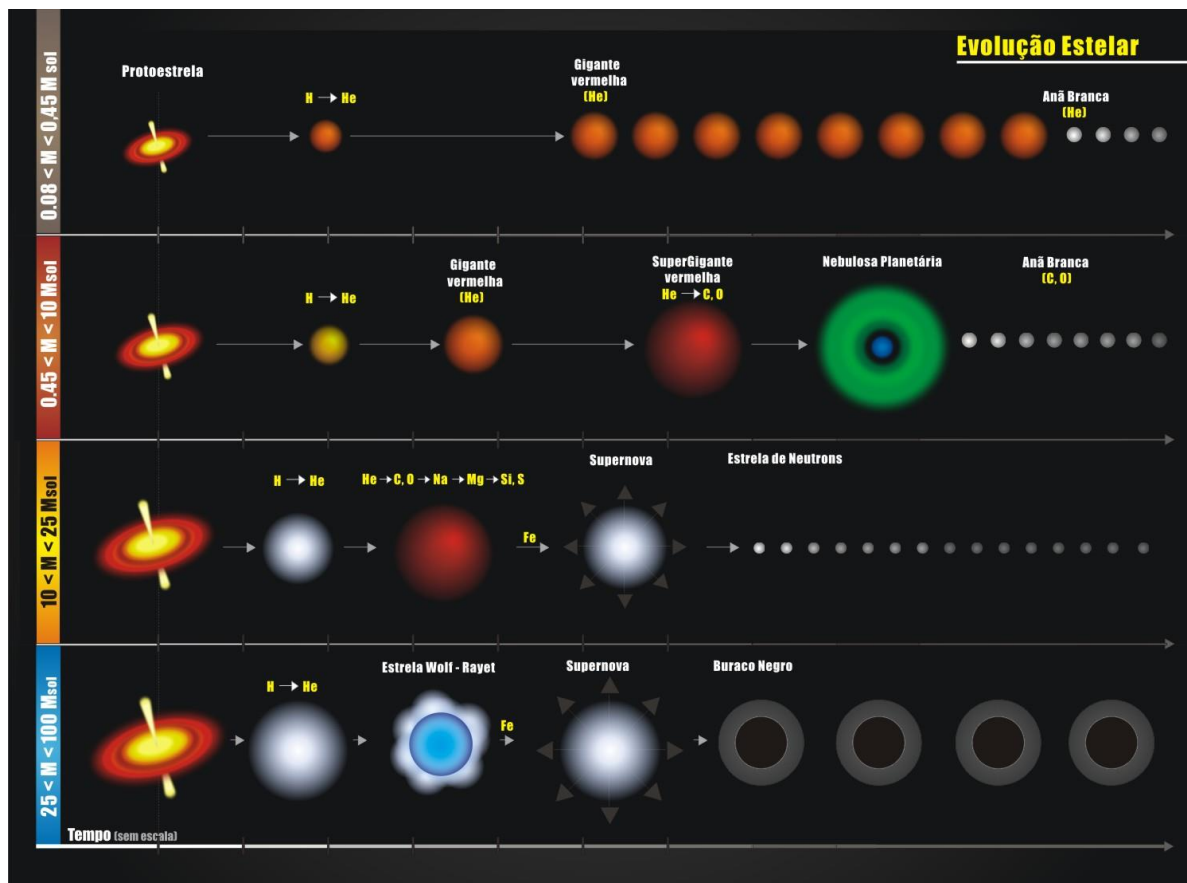 Evolução Estelar
0.08 < M < 0,45 M sol
Protoestrela
H → He
Gigante
vermelha
(He)
Anã Branca
(He)
0.45 < M < 10 Msol
H → He
Gigante
vermelha
(He)
SuperGigante
vermelha
He → C, O
Nebulosa Planetária
Anã Branca
(C, O)
10 < M < 25 Msol
H → He
He → C, O → Na → Mg → Si, S
Fe
Supernova
Estrela de Neutrons
25 < M < 100 Msol
H → He
Estrela Wolf - Rayet
Fe
Supernova
Buraco Negro
Tempo (sem escala)